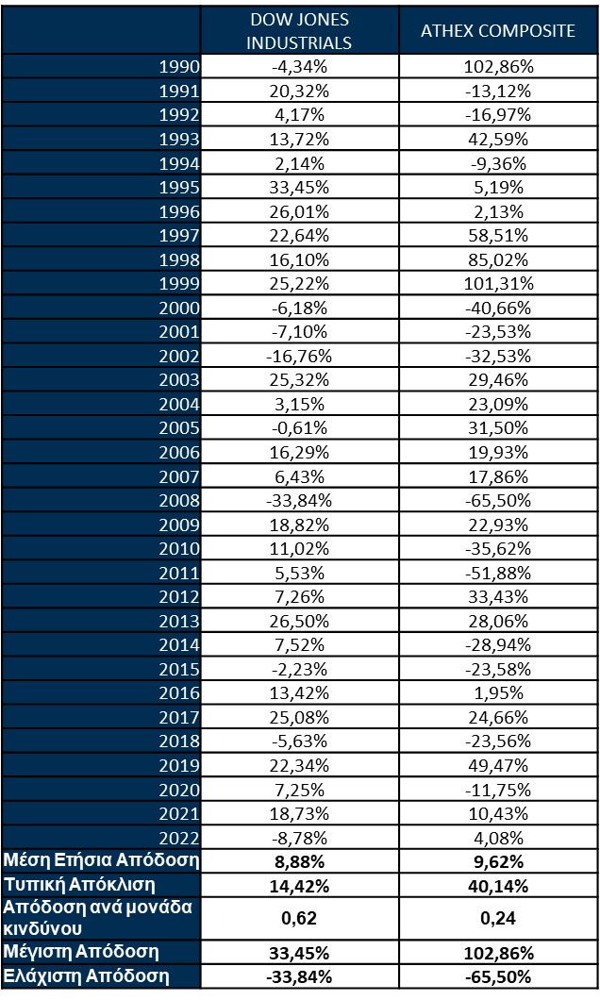 DOW JONES INDUSTRIALS ATHEX COMPOSITE
1990 -4,34% 102,86%
1991 20,32% -13,12%
1992 4,17% -16,97%
1993 13,72% 42,59%
1994 2,14% -9,36%
1995 33,45% 5,19%
1996 26,01% 2,13%
1997 22,64% 58,51%
1998 16,10% 85,02%
1999 25,22% 101,31%
2000 -6,18% -40,66%
2001 -7,10% -23,53%
2002 -16,76% -32,53%
2003 25,32% 29,46%
2004 3,15% 23,09%
2005 -0,61% 31,50%
2006 16,29% 19,93%
2007 6,43% 17,86%
2008 -33,84% -65,50%
2009 18,82% 22,93%
2010 11,02% -35,62%
2011 5,53% -51,88%
2012 7,26% 33,43%
2013 26,50% 28,06%
2014 7,52% -28,94%
2015 -2,23% -23,58%
2016 13,42% 1,95%
2017 25,08% 24,66%
2018 -5,63% -23,56%
2019 22,34% 49,47%
2020 7,25% -11,75%
2021 18,73% 10,43%
2022 -8,78% 4,08%
Μέση Ετήσια Απόδοση 8,88% 9,62%
Τυπική Απόκλιση 14,42% 40,14%
Απόδοση ανά μονάδα κινδύνου 0,62 0,24
Μέγιστη Απόδοση 33,45% 102,86%
Ελάχιστη Απόδοση -33,84% -65,50%